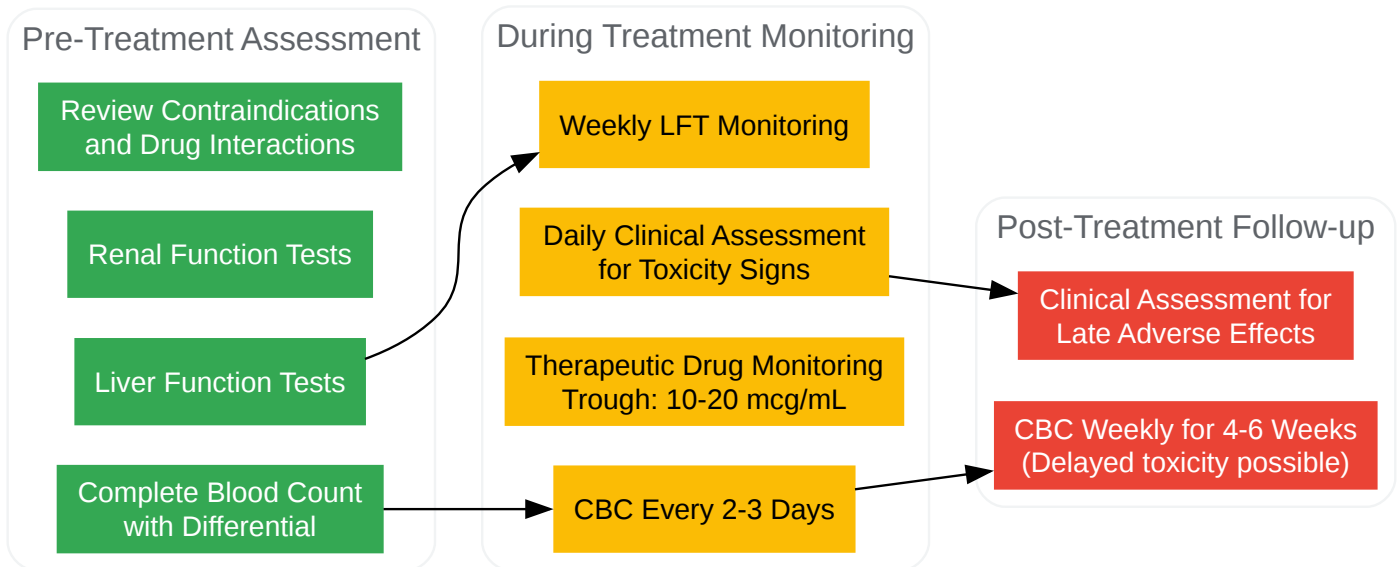 Pre-Treatment Assessment
Review Contraindications
and Drug Interactions
Renal Function Tests
Liver Function Tests
Complete Blood Count
with Differential
During Treatment Monitoring
Weekly LFT Monitoring
Daily Clinical Assessment
for Toxicity Signs
Therapeutic Drug Monitoring
Trough: 10-20 mcg/mL
CBC Every 2-3 Days
Post-Treatment Follow-up
Clinical Assessment for
Late Adverse Effects
CBC Weekly for 4-6 Weeks
(Delayed toxicity possible)